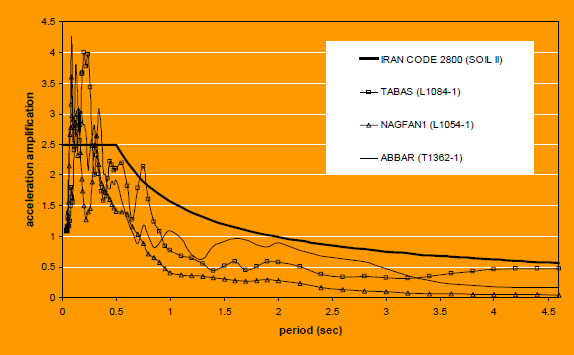 4.5
4
3.5
3
2.5
2
1.5
1
0.5
0
acceleration amplification
IRAN CODE 2800 (SOIL II)
TABAS (L1084-1)
NAGFAN1 (L1054-1)
ABBAR (T1362-1)
0 0.5 1 1.5 2 2.5 3 3.5 4 4.5
period (sec)